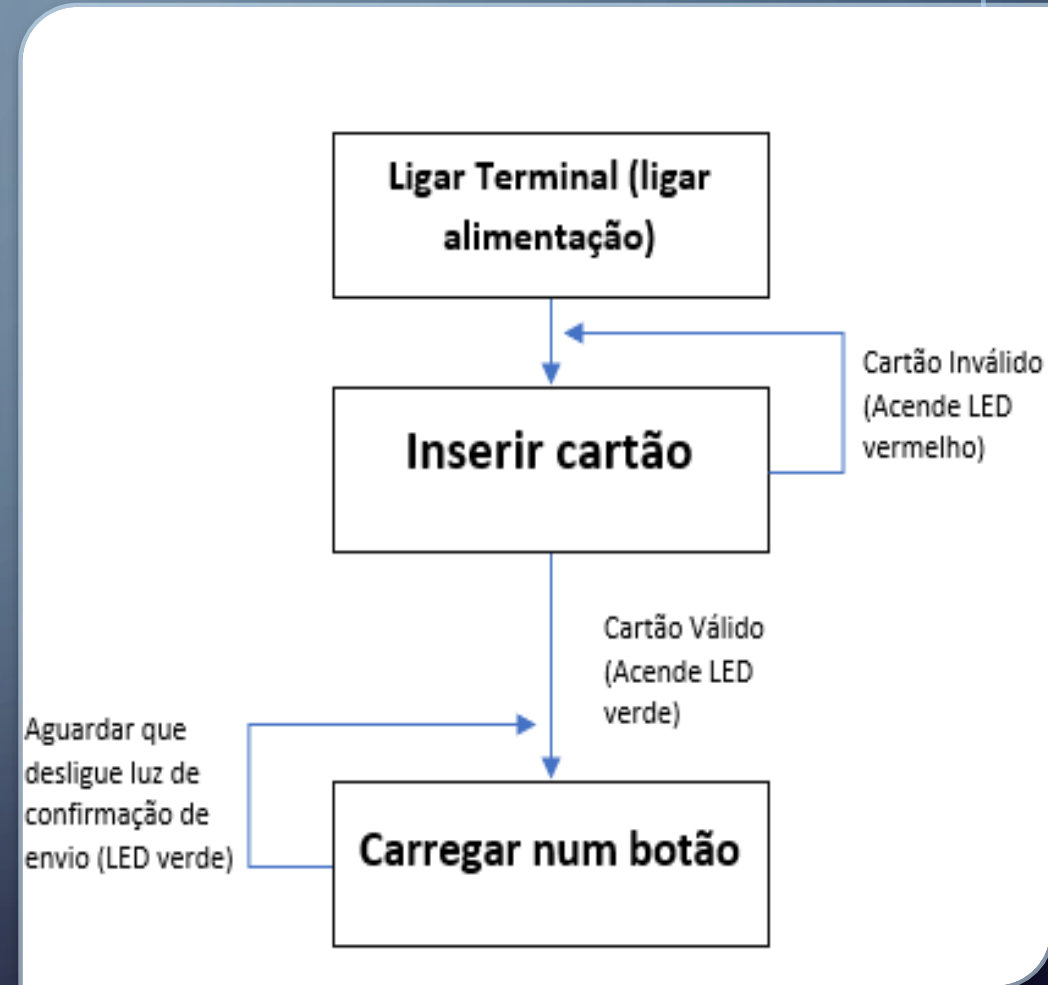 Ligar Terminal (ligar
alimentação)
Cartão Inválido
(Acende LED
vermelho)
Inserir cartão
Cartão Válido
(Acende LED
verde)
Aguardar que
desligue luz de
confirmação de
envio (LED verde)
Carregar num botão